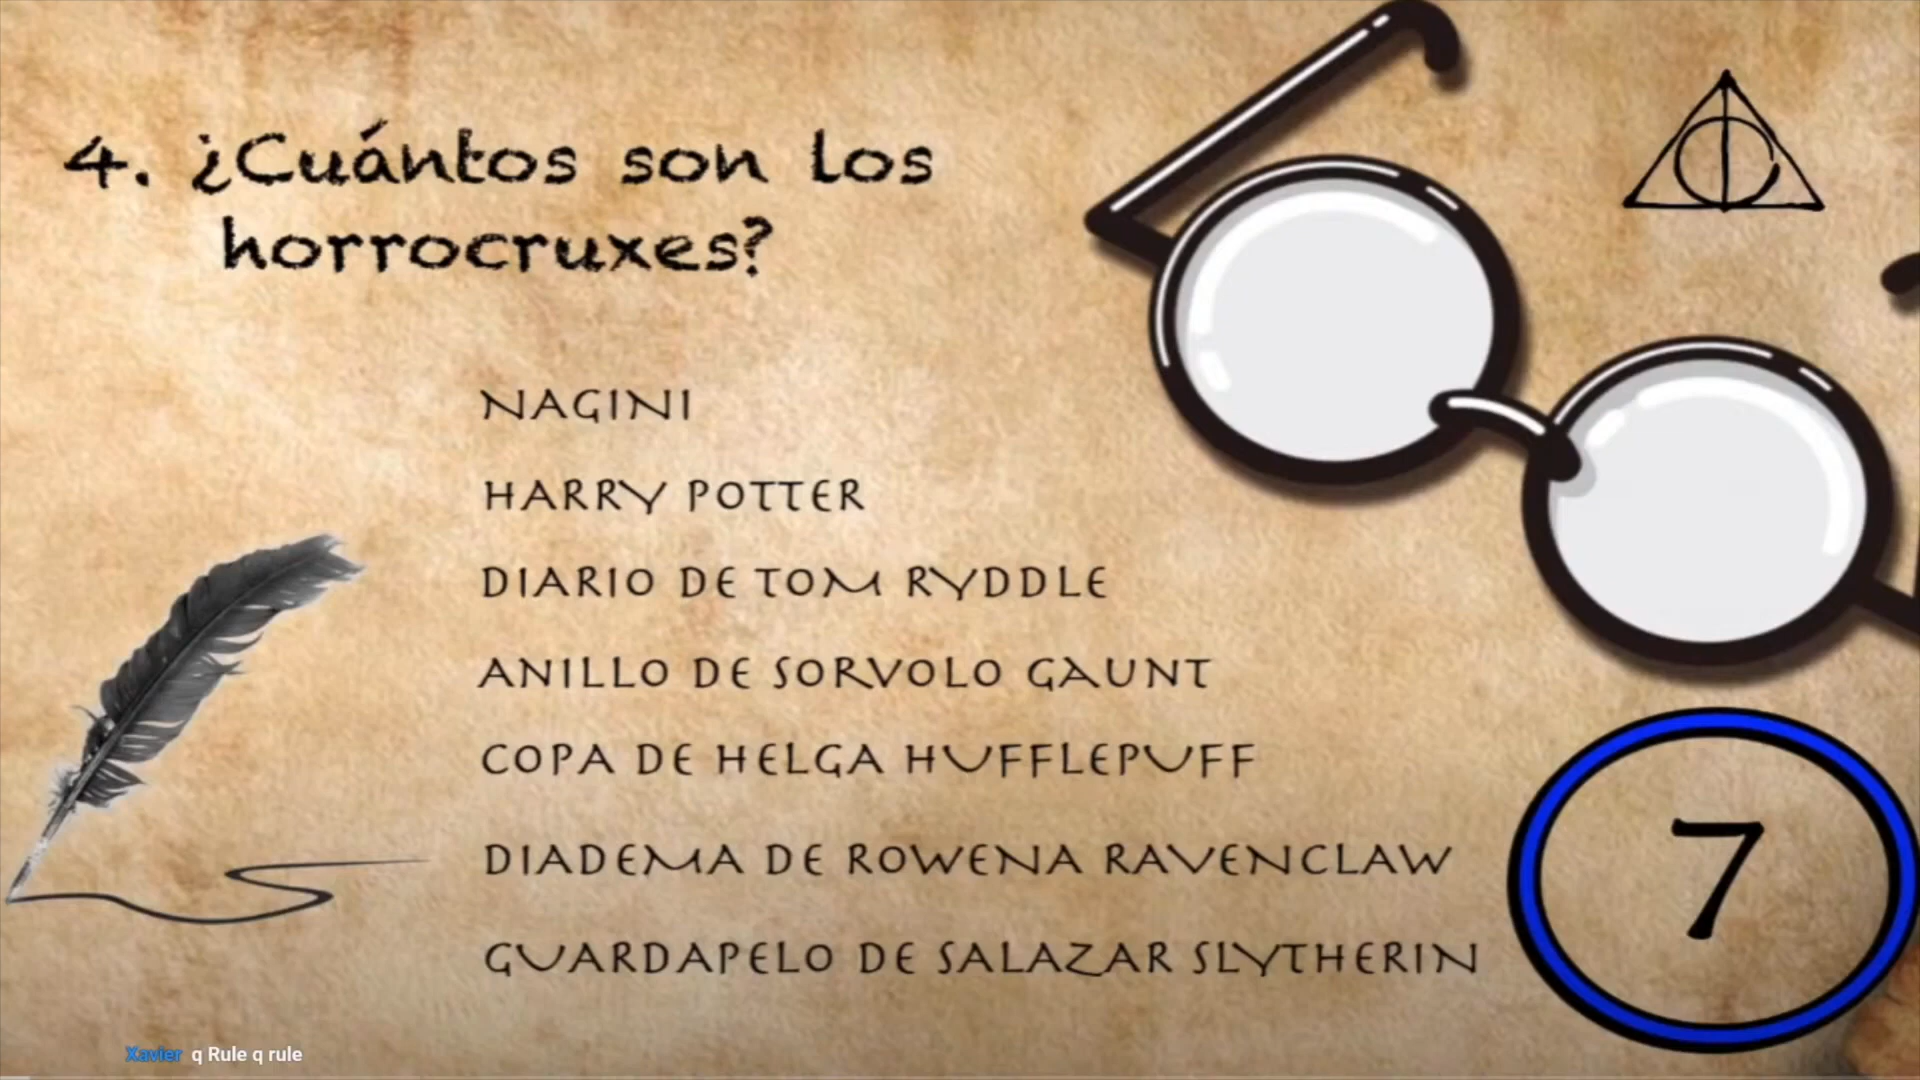 4. ¿Cuántos son los
horrocruxes?
NAGINI
HARRY POTTER
DIARIO DE TOM RYDDLE
ANILLO DE SORVOLO GAUNT
COPA DE HELGA HUFFLEPUFF
DIADEMA DE ROWENA RAVENCLAW
GUARDAPELO DE SALAZAR SLYTHERIN
7
Xavier q Rule q rule